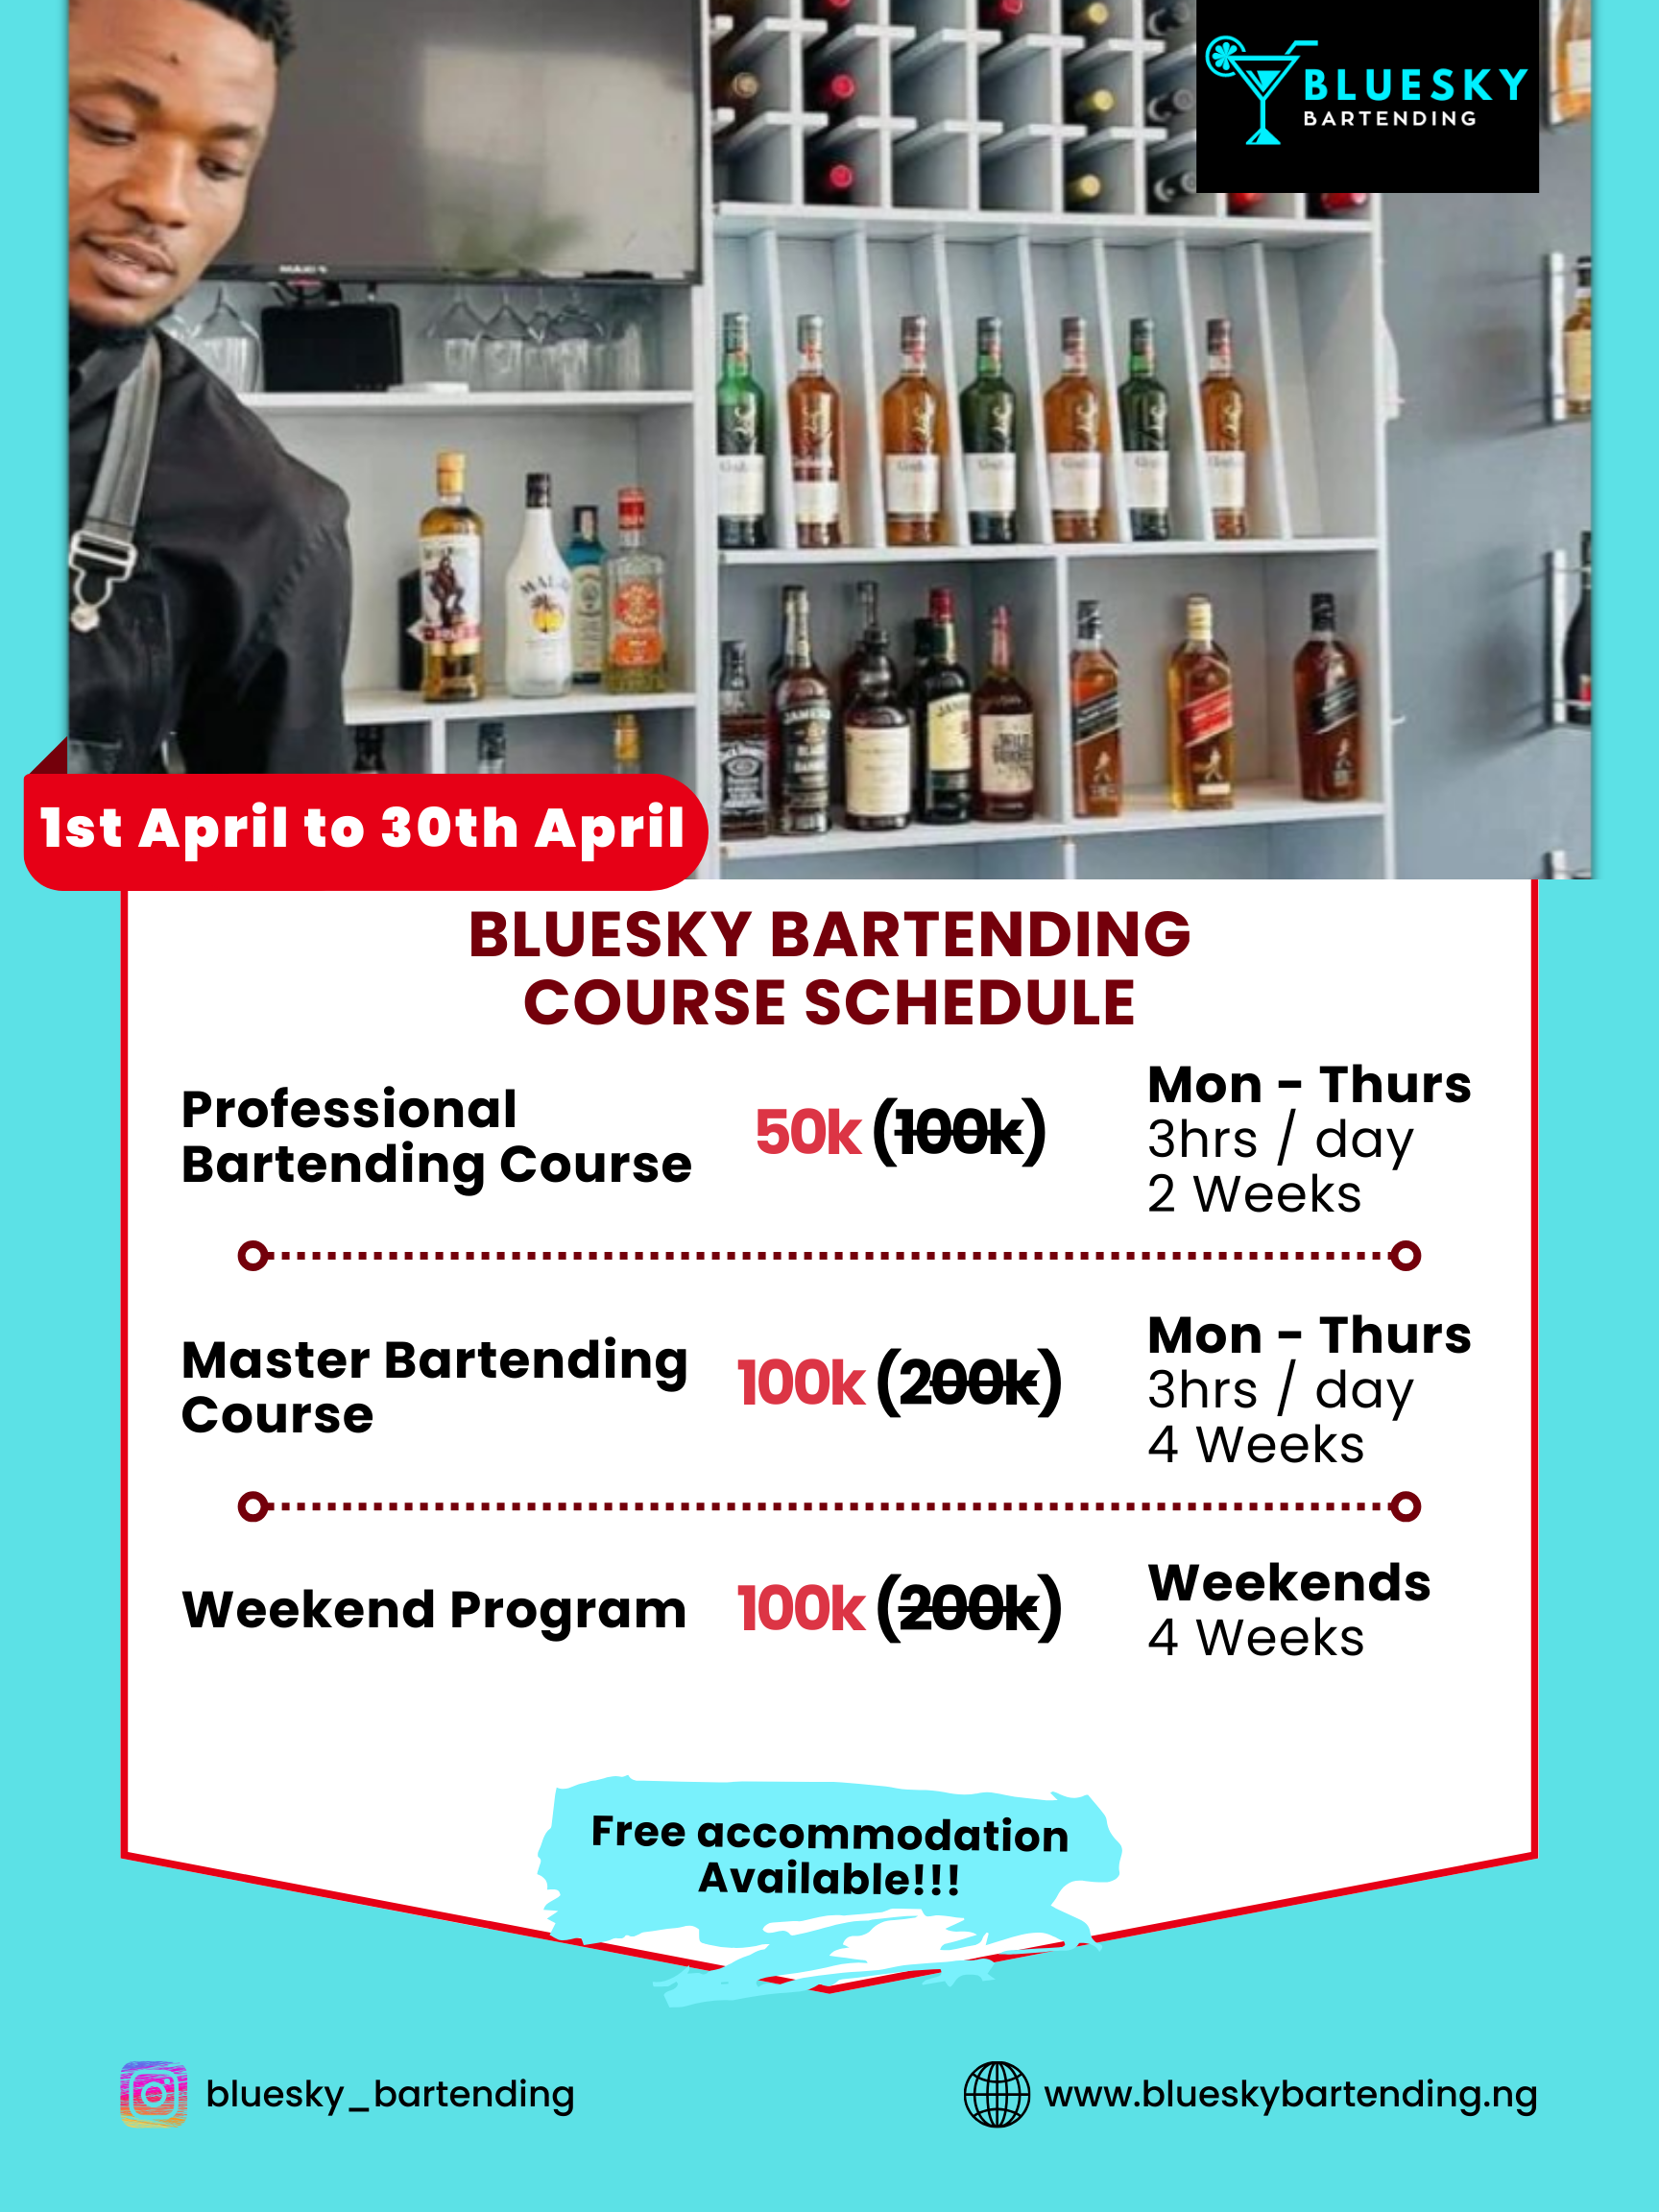 BLUESKY
BARTENDING
MALI
JAMESON
1st April to 30th April
BLUESKY BARTENDING
COURSE SCHEDULE
Professional
Bartending Course
50k (100k)
Mon - Thurs
3hrs / day
2 Weeks
Master Bartending
Course
100k (200k)
Mon - Thurs
3hrs / day
4 Weeks
Weekend Program
100k (200k)
Weekends
4 Weeks
Free accommodation
Available!!!
bluesky_bartending
www.blueskybartending.ng